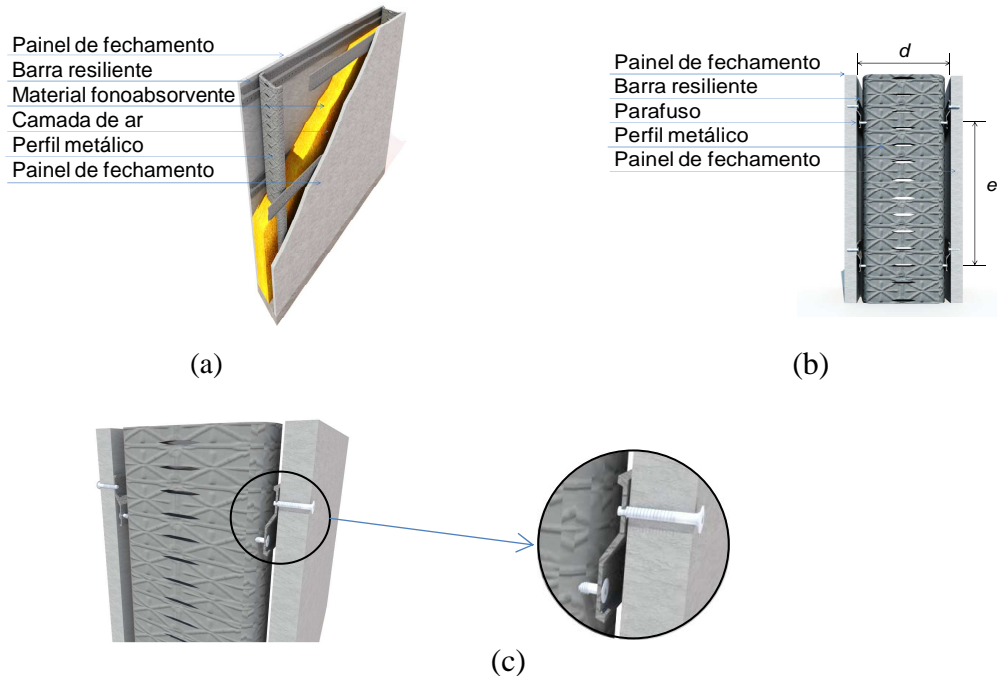 Painel de fechamento
Barra resiliente
Material fonoabsorvente
Camada de ar
Perfil metálico
Painel de fechamento
(a)
d
Painel de fechamento
Barra resiliente
Parafuso
Perfil metálico
Painel de fechamento
e
(b)
(c)